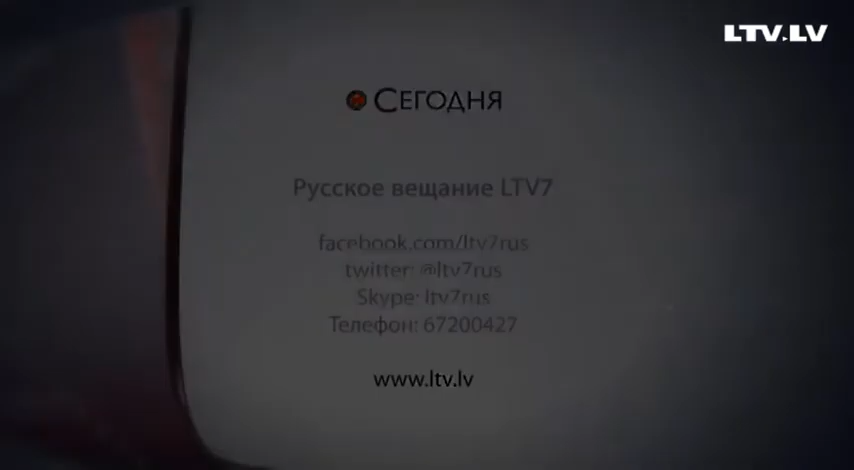 LTV.LV
СЕГОДНЯ
Русское вещание LTV7
facebook.com/ltv7rus
twitter: @ltv7rus
Skype: ltv7rus
Телефон: 67200427
www.ltv.lv